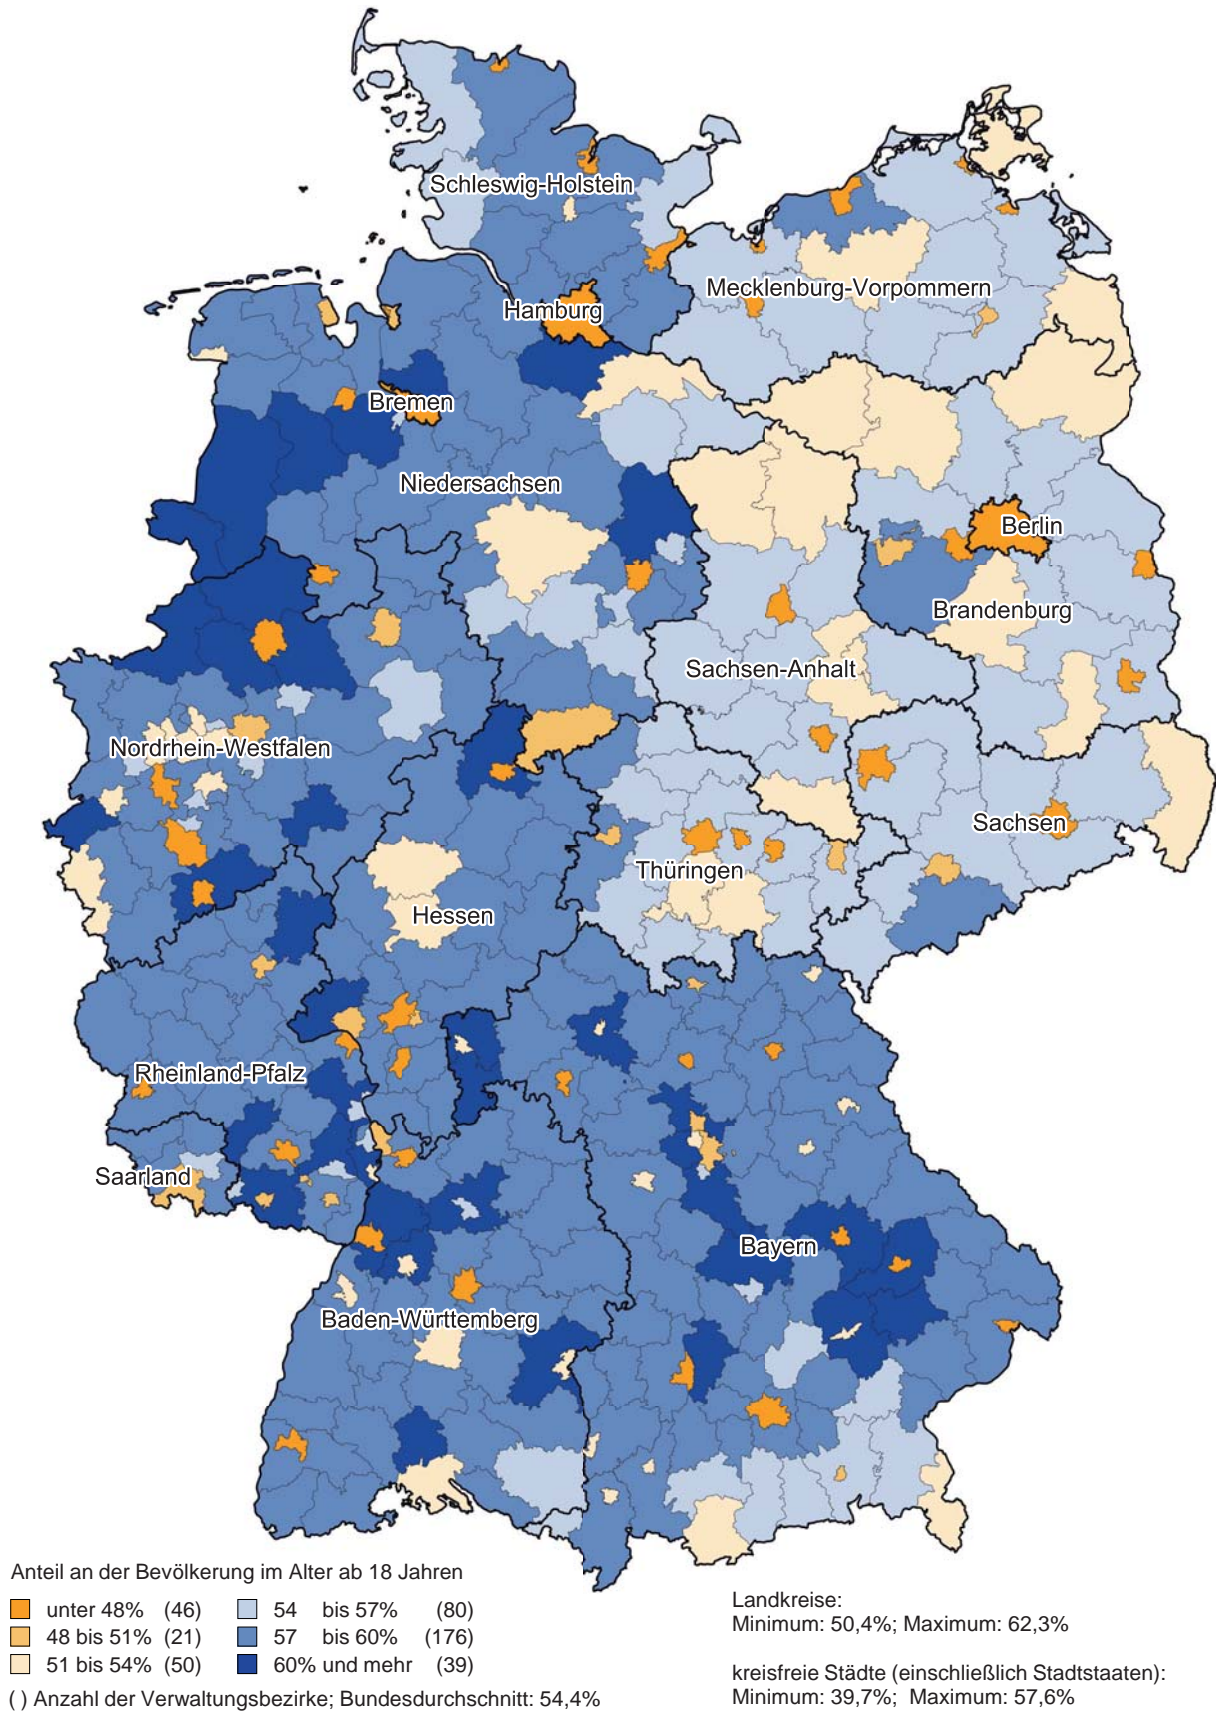 Schleswig-Holstein
Mecklenburg-Vorpommern
Hamburg
Bremen
Niedersachsen
Berlin
Brandenburg
Sachsen-Anhalt
Nordrhein-Westfalen
Sachsen
Thüringen
Hessen
Rheinland-Pfalz
Saarland
Bayern
Baden-Württemberg
Anteil an der Bevölkerung im Alter ab 18 Jahren
unter 48% (46)
48 bis 51% (21)
51 bis 54% (50)
54 bis 57% (80)
57 bis 60% (176)
60% und mehr (39)
( ) Anzahl der Verwaltungsbezirke; Bundesdurchschnitt: 54,4%
Landkreise:
Minimum: 50,4%; Maximum: 62,3%
kreisfreie Städte (einschließlich Stadtstaaten):
Minimum: 39,7%; Maximum: 57,6%